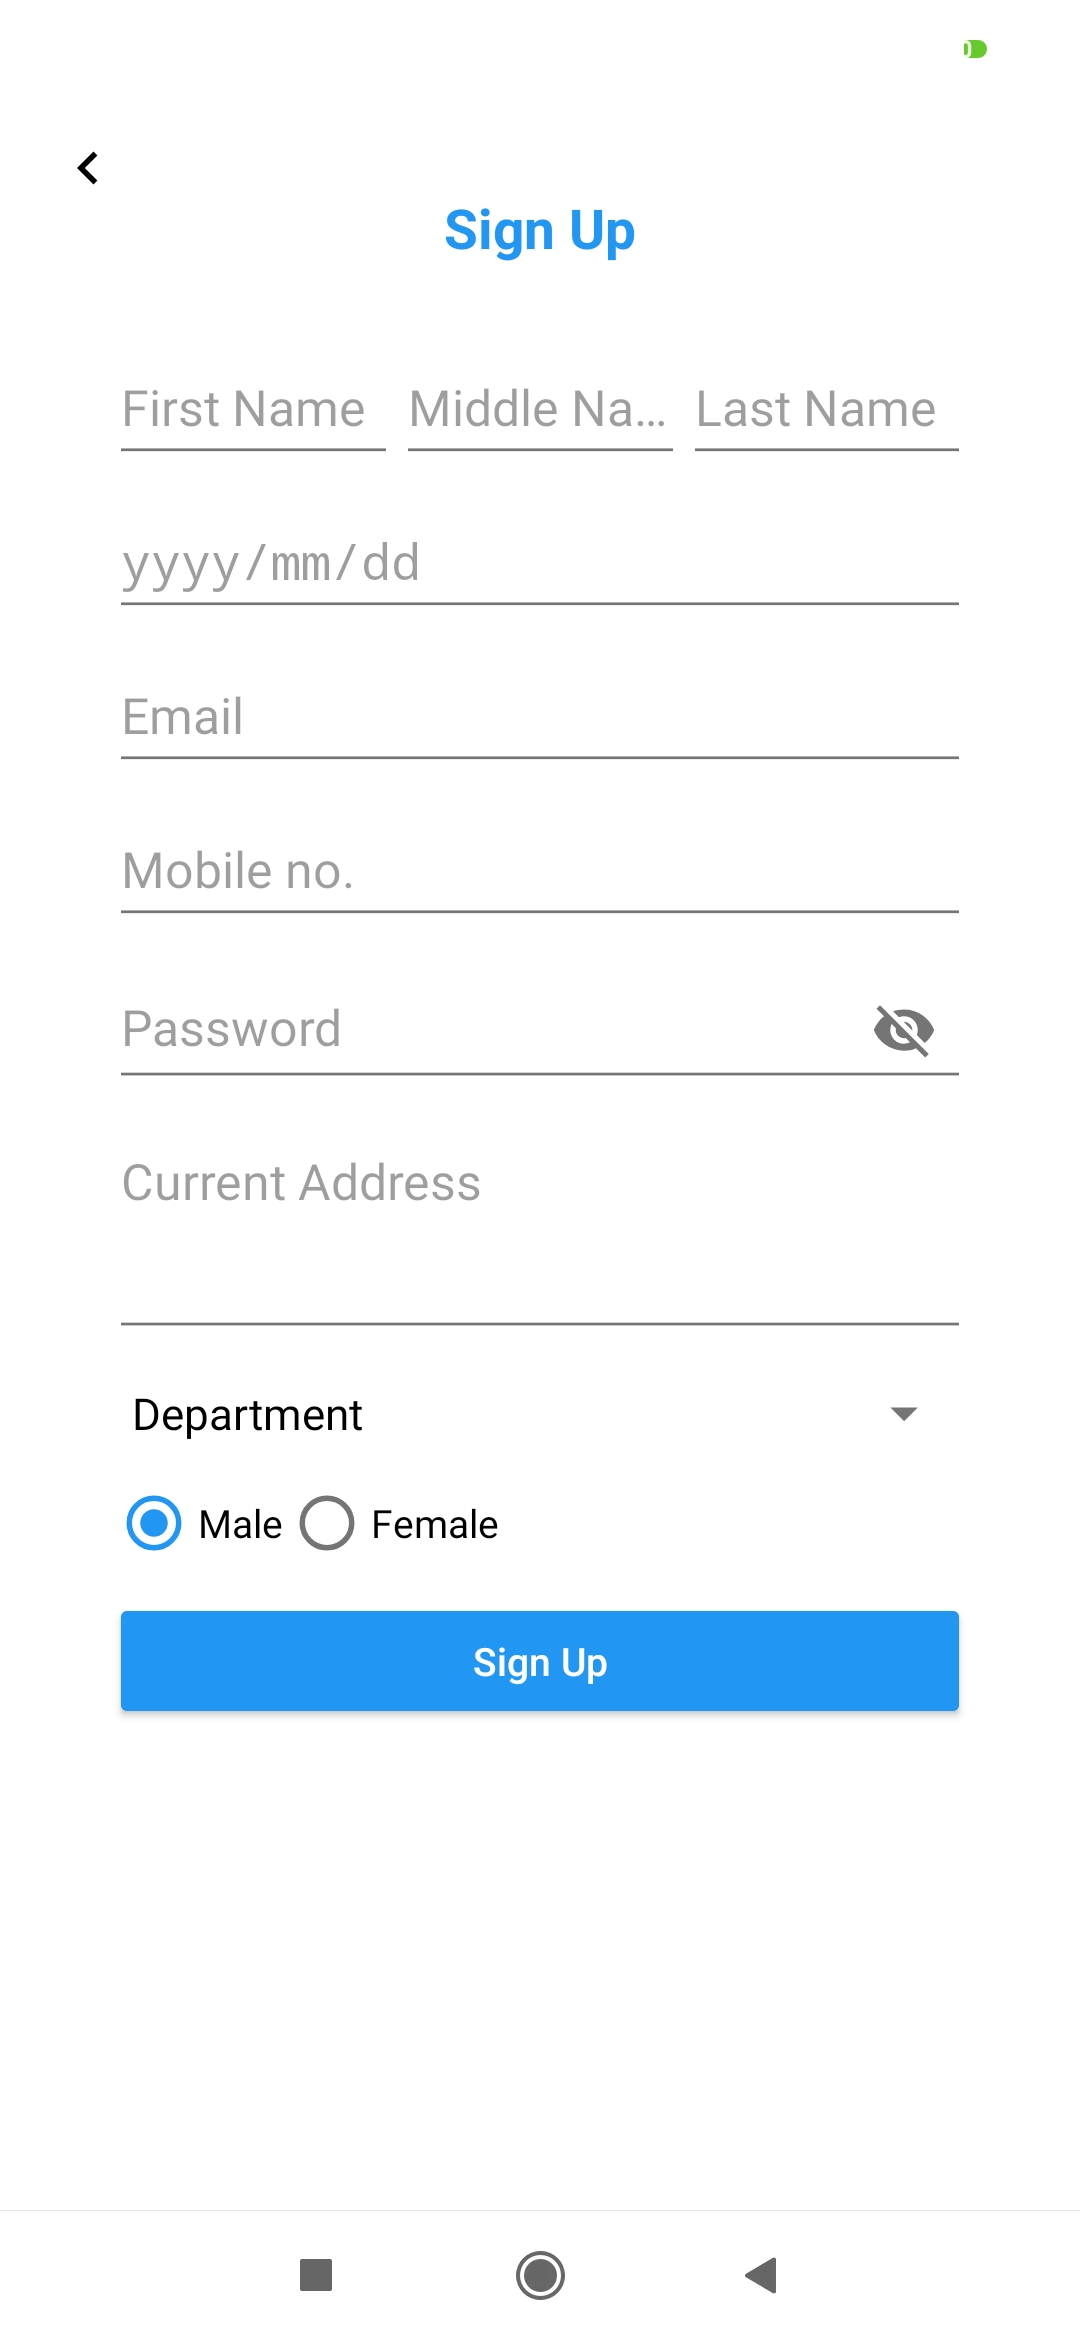 Sign Up
First Name Middle Na... Last Name
yyyy/mm/dd
Email
Mobile no.
Password
Current Address
Department
Male Female
Sign Up